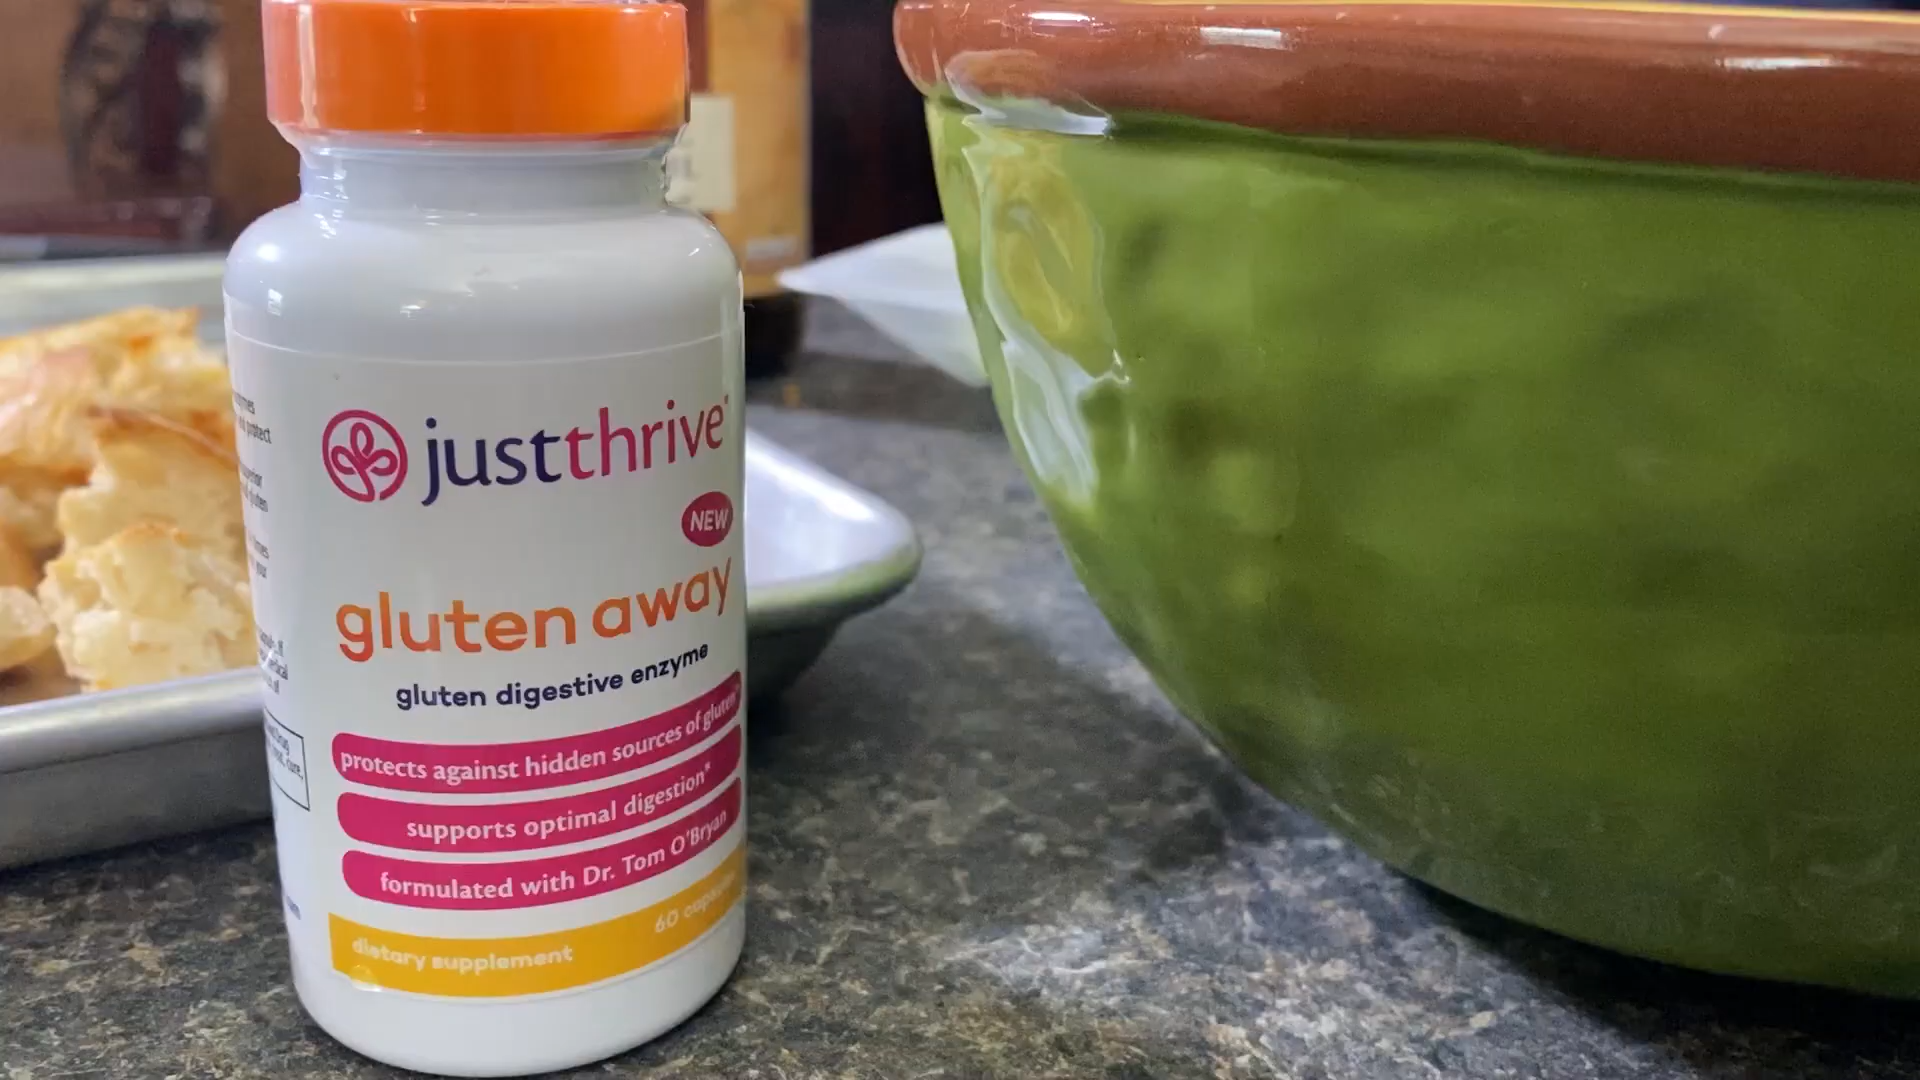 justthrive
NEW
gluten away
gluten digestive enzyme
protects against hidden sources of gluten*
supports optimal digestion*
formulated with Dr. Tom O'Bryan
60 capsules
dietary supplement